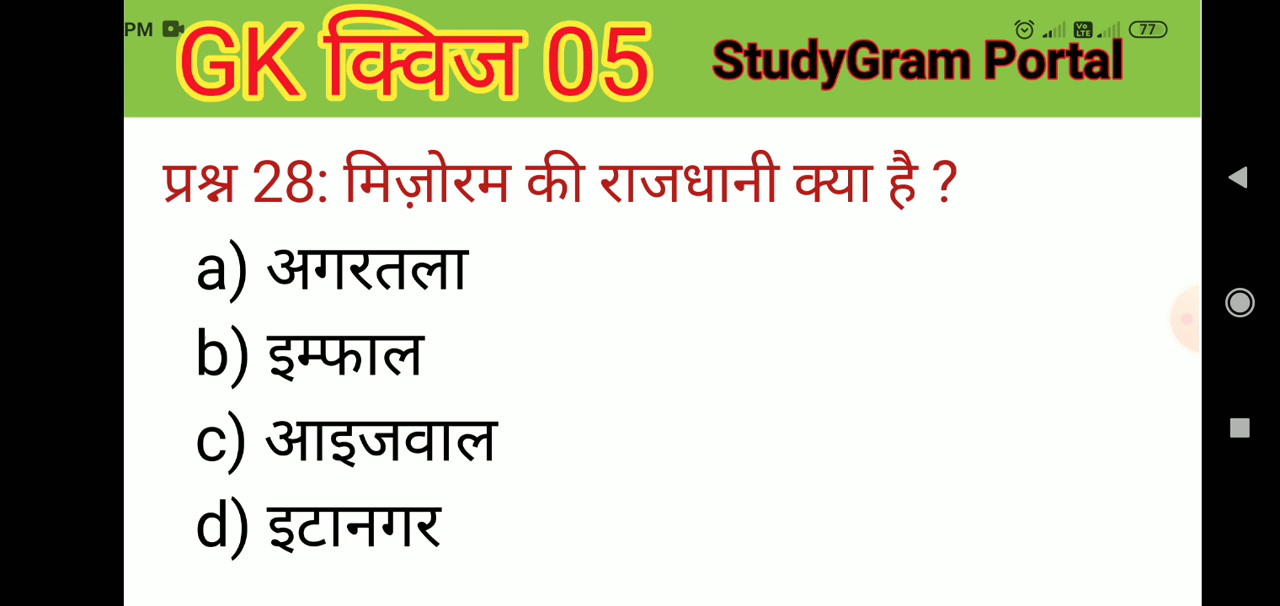 PM
77
GK क्विज 05 StudyGram Portal
प्रश्न 28: मिज़ोरम की राजधानी क्या है ?
a) अगरतला
b) इम्फाल
c) आइजवाल
d) इटानगर